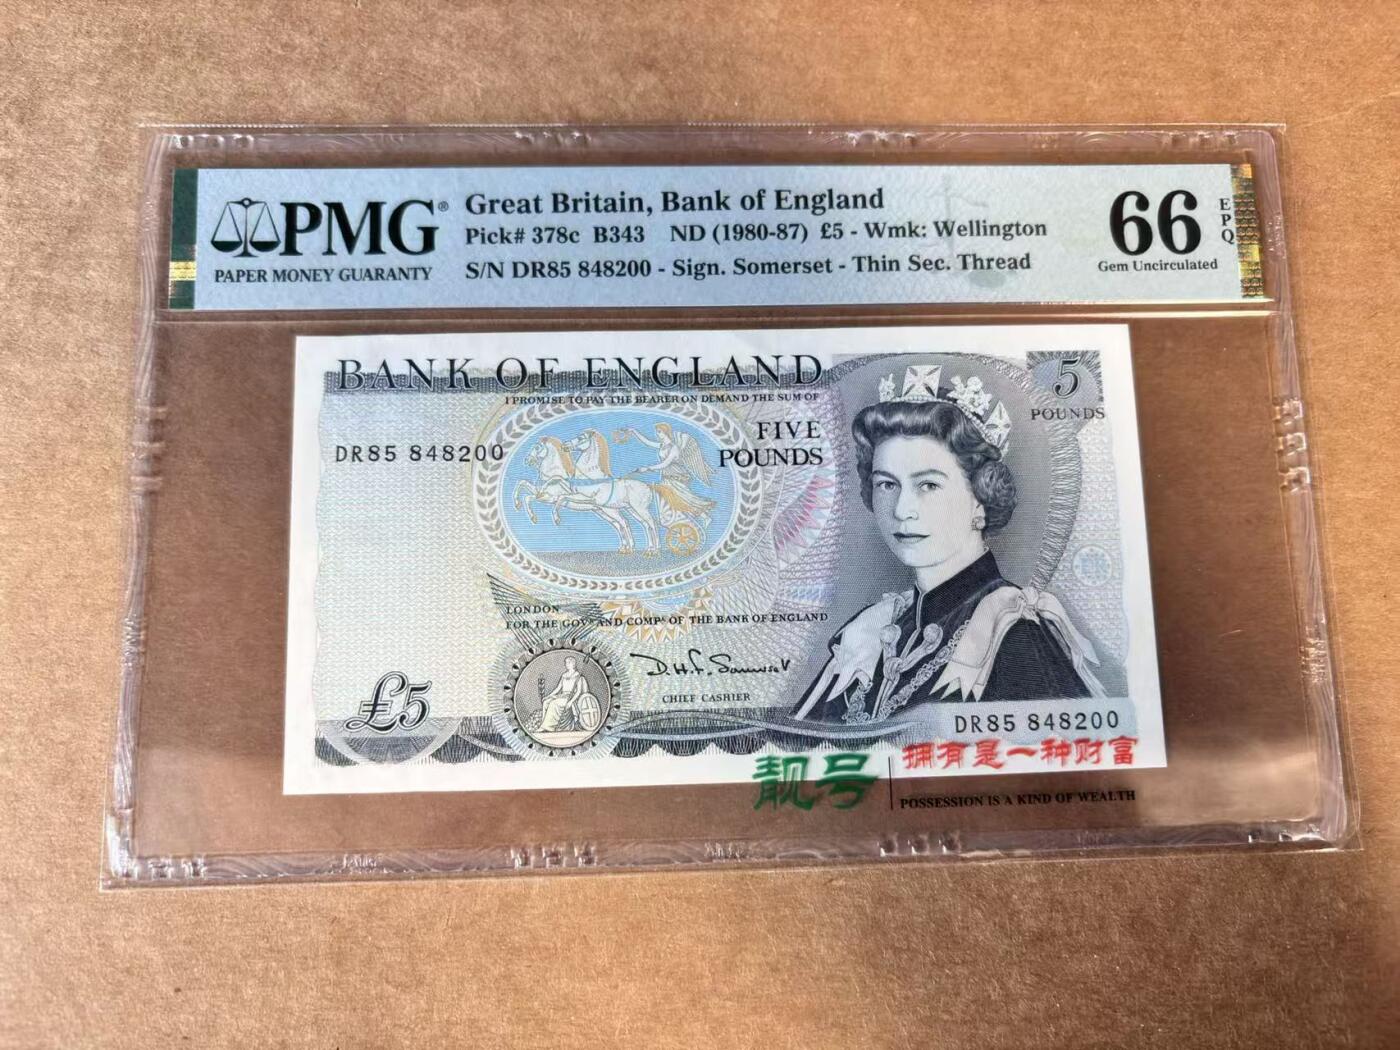 PMG®
PAPER MONEY GUARANTY
Great Britain, Bank of England
Pick# 378c B343 ND (1980-87) £5 - Wmk: Wellington
S/N DR85 848200 - Sign. Somerset - Thin Sec. Thread
66 EPQ
Gem Uncirculated
BANK OF ENGLAND
I PROMISE TO PAY THE BEARER ON DEMAND THE SUM OF
5
POUNDS
DR85 848200
FIVE
POUNDS
LONDON
FOR THE GOVR AND COMPA OF THE BANK OF ENGLAND
D.H.F. Somerset
CHIEF CASHIER
£5
DR85 848200
靓号
拥有是一种财富
POSSESSION IS A KIND OF WEALTH